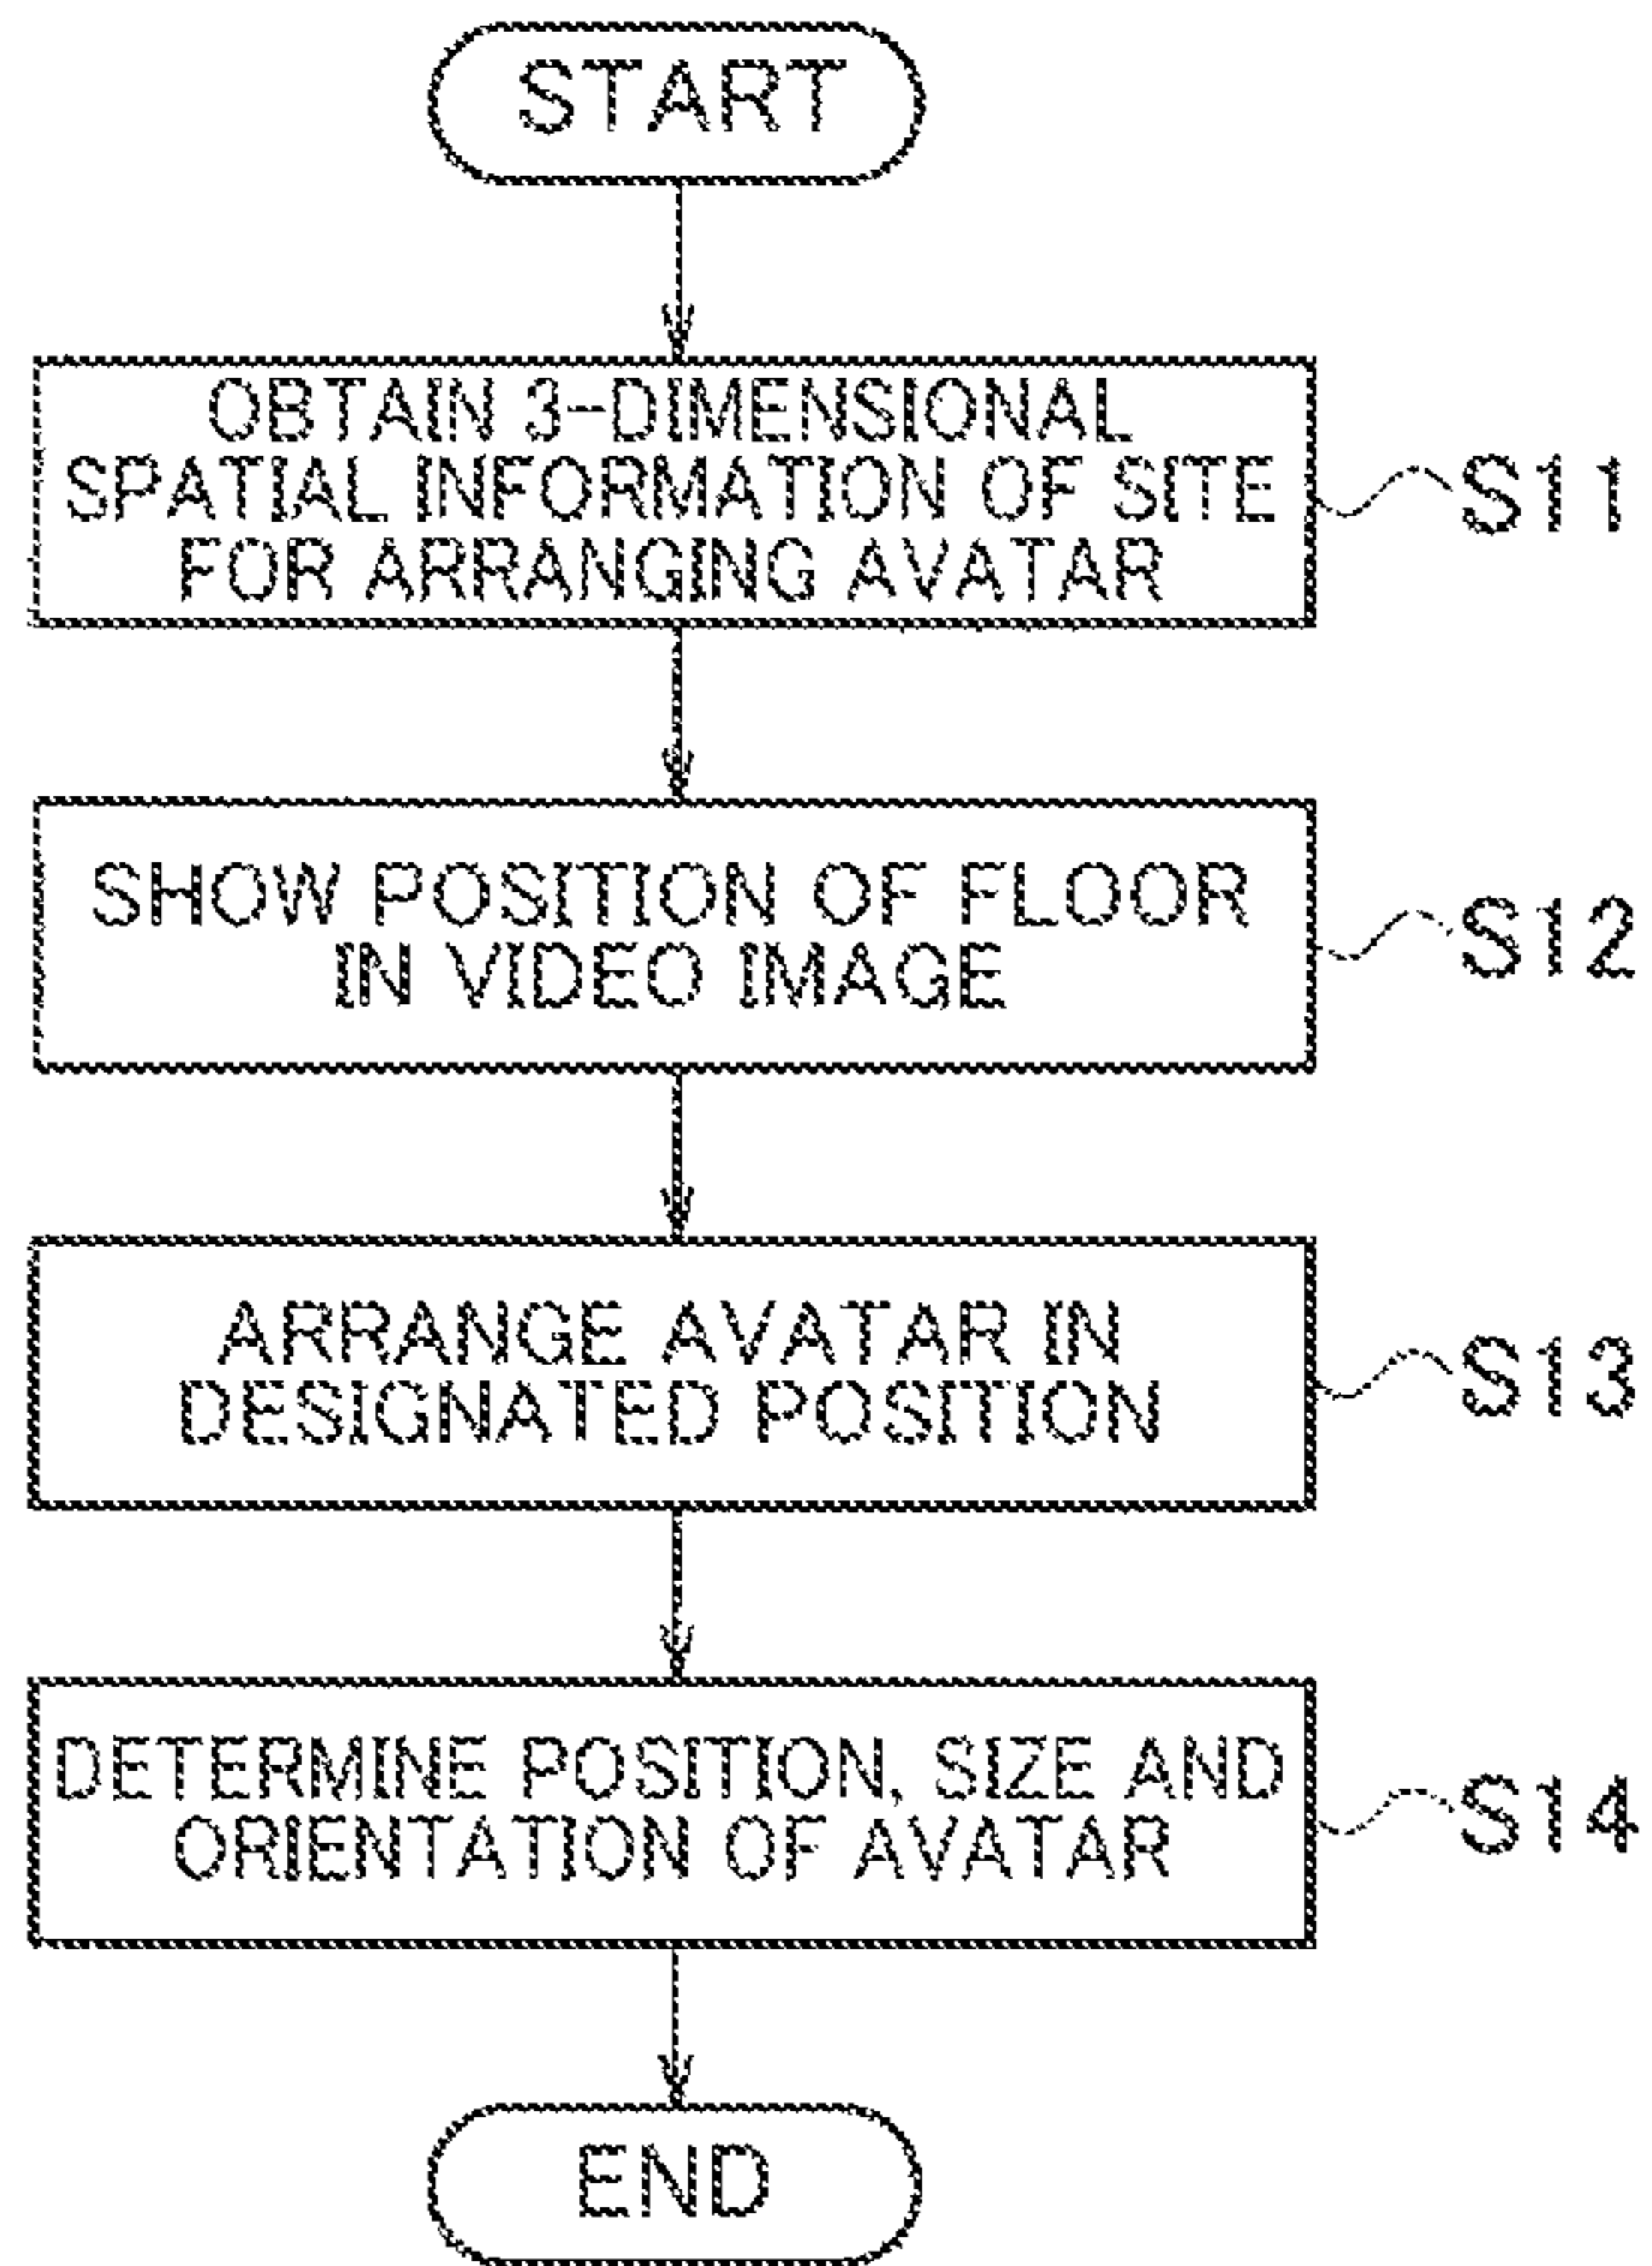 START
OBTAIN 3-DIMENSIONAL
SPATIAL INFORMATION OF SITE
FOR ARRANGING AVATAR
S11
SHOW POSITION OF FLOOR
IN VIDEO IMAGE
S12
ARRANGE AVATAR IN
DESIGNATED POSITION
S13
DETERMINE POSITION, SIZE AND
ORIENTATION OF AVATAR
S14
END